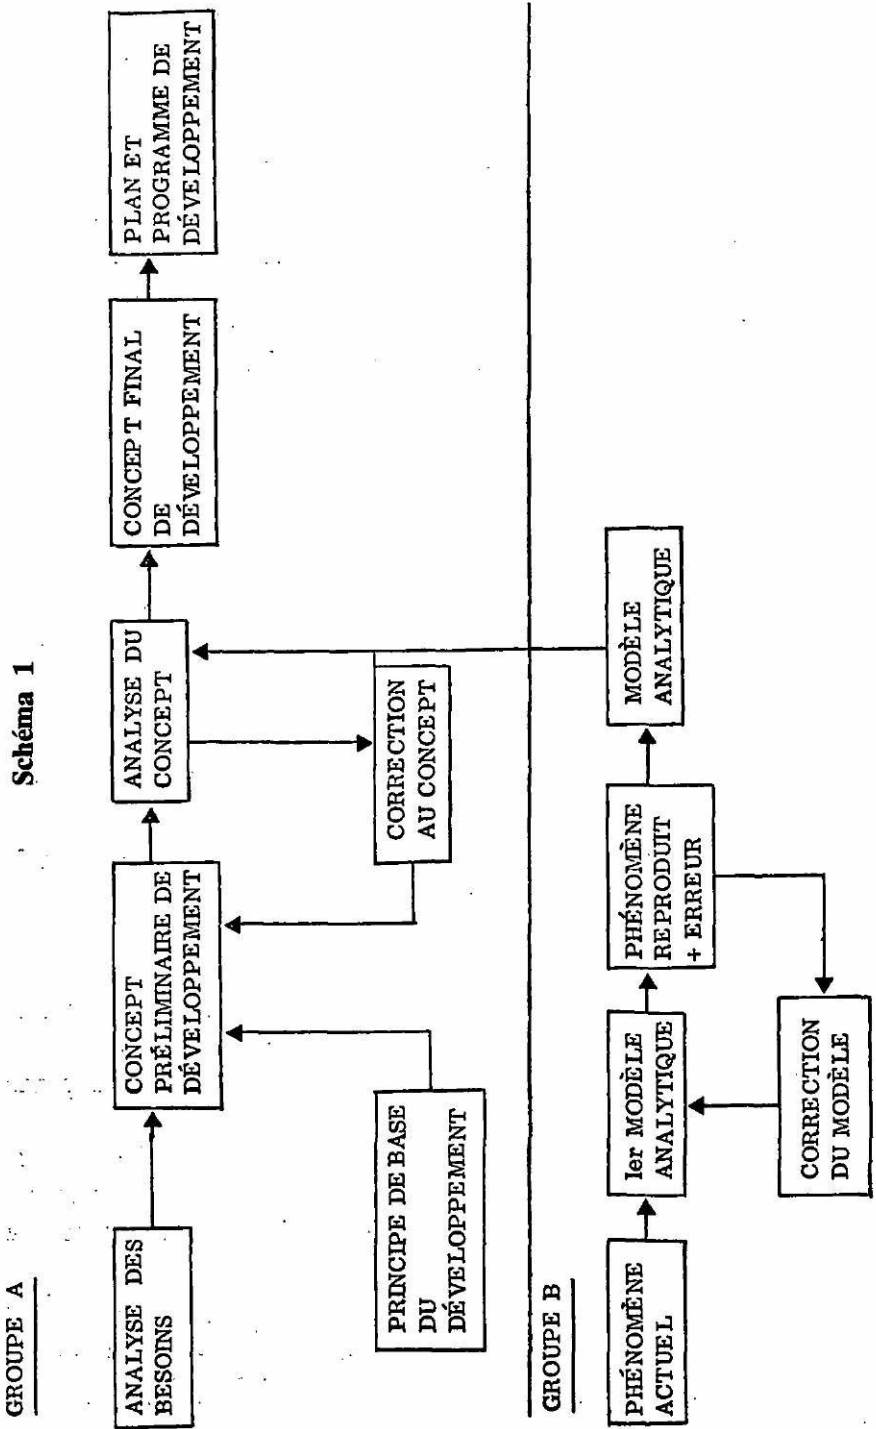 Schéma 1
GROUPE A
ANALYSE DES
BESOINS
CONCEPT
PRÉLIMINAIRE DE
DÉVELOPPEMENT
ANALYSE DU
CONCEPT
CONCEPT FINAL
DE
DÉVELOPPEMENT
PLAN ET
PROGRAMME DE
DÉVELOPPEMENT
PRINCIPE DE BASE
DU
DÉVELOPPEMENT
CORRECTION
AU CONCEPT
GROUPE B
PHÉNOMÈNE
ACTUEL
Ier MODÈLE
ANALYTIQUE
PHÉNOMÈNE
REPRODUIT
+ ERREUR
MODÈLE
ANALYTIQUE
CORRECTION
DU MODÈLE